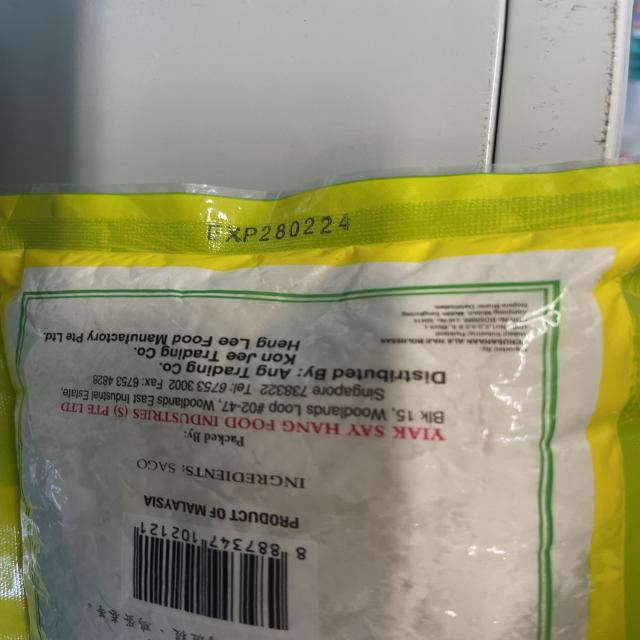 EXP280224
8 887347 102121
PRODUCT OF MALAYSIA
INGREDIENTS: SAGO
Packed By:
YIAK SAY HANG FOOD INDUSTRIES (S) PTE LTD
Blk 15, Woodlands Loop #02-47, Woodlands East Industrial Estate,
Singapore 738322 Tel: 6753 3002 Fax: 6753 4828
Distributed By: Ang Trading Co.
Kon Jee Trading Co.
Heng Lee Food Manufactory Pte Ltd.